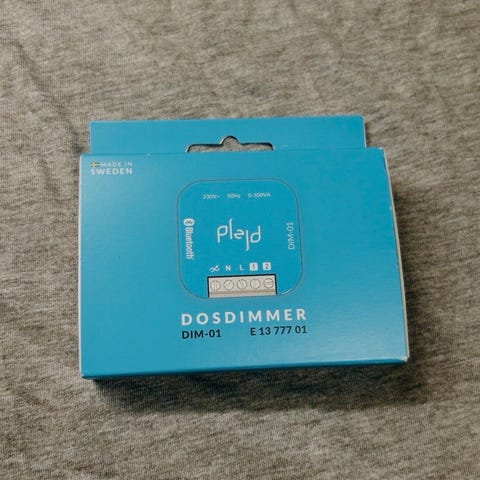 MADE IN
SWEDEN
230V~ 50Hz 0-300VA
Bluetooth
plejd
DIM-01
N L 1 2
DOSDIMMER
DIM-01 E 13 777 01